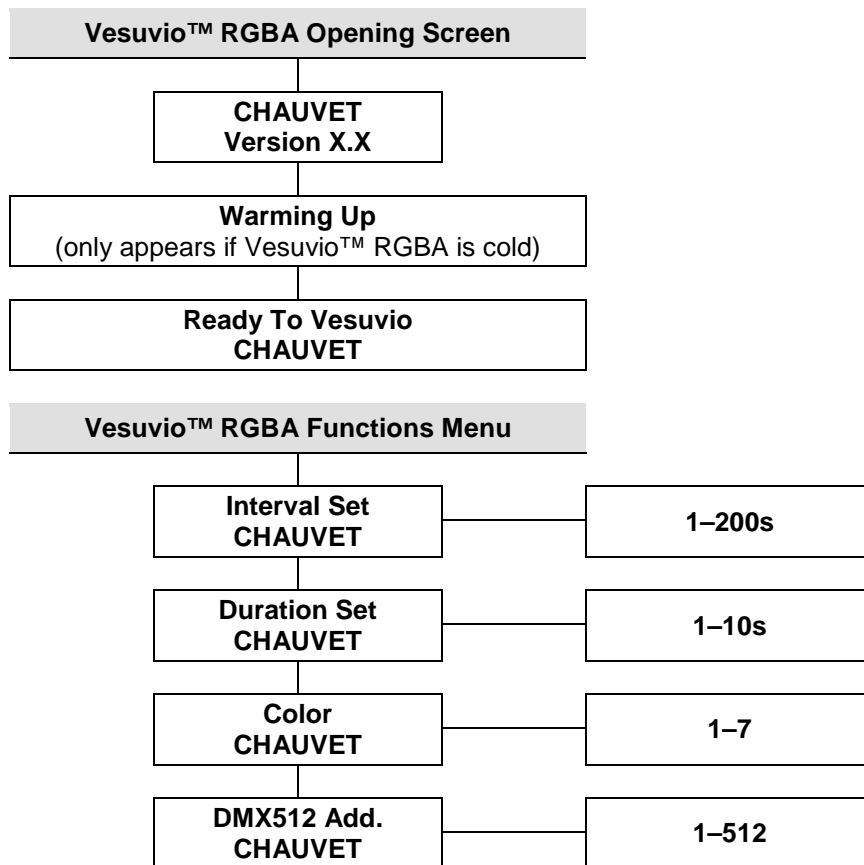 Vesuvio™ RGBA Opening Screen
CHAUVET
Version X.X
Warming Up
(only appears if Vesuvio™ RGBA is cold)
Ready To Vesuvio
CHAUVET
Vesuvio™ RGBA Functions Menu
Interval Set
CHAUVET
1–200s
Duration Set
CHAUVET
1–10s
Color
CHAUVET
1–7
DMX512 Add.
CHAUVET
1–512